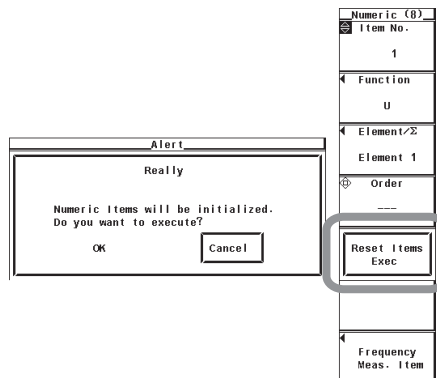 Numeric (8)
Item No.
1
Function
U
Element/Σ
Element 1
Order
---
Reset Items
Exec
Frequency
Meas. Item
Alert
Really
Numeric Items will be initialized.
Do you want to execute?
OK
Cancel